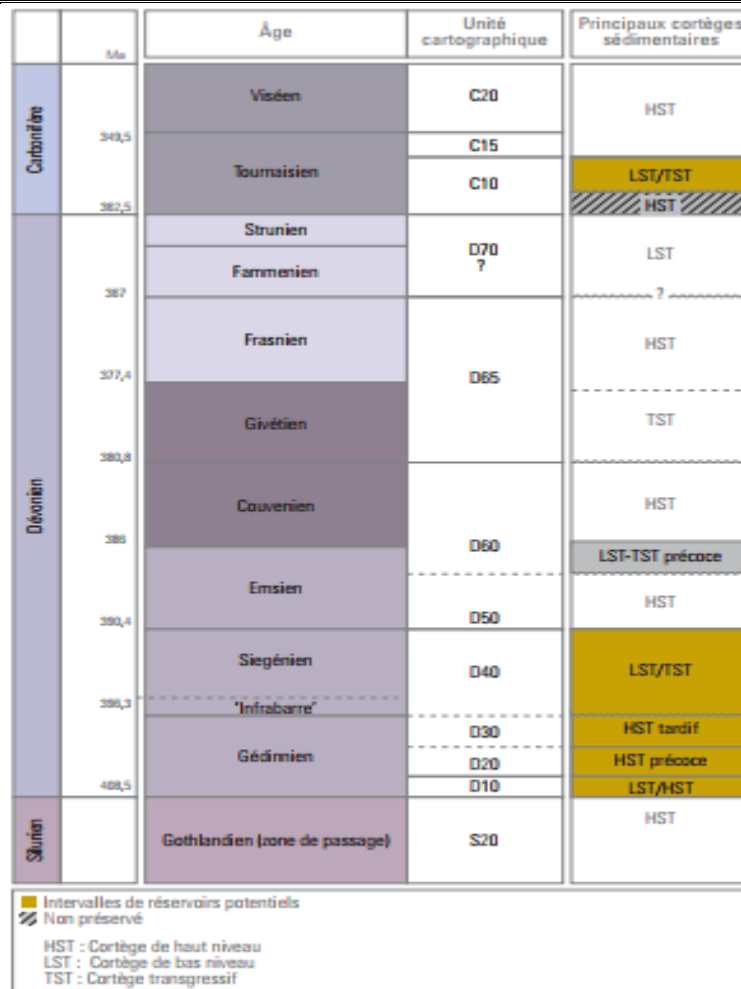 Ma
Âge
Unité
cartographique
Principaux cortèges
sédimentaires
Carbonifère
349,5
362,5
Viséen
Tournaisien
C20
C15
C10
HST
LST/TST
HST
Dévonien
367
377,4
380,8
386
390,4
396,3
408,5
Strunien
Fammenien
Frasnien
Givétien
Couvenien
Emsien
Siegénien
"Infrabarre"
Gédinnien
D70
?
D65
D60
D50
D40
D30
D20
D10
LST
?
HST
TST
HST
LST-TST précoce
HST
LST/TST
HST tardif
HST précoce
LST/HST
Silurien
Gothlandien (zone de passage)
S20
HST
Intervalles de réservoirs potentiels
Non préservé
HST : Cortège de haut niveau
LST : Cortège de bas niveau
TST : Cortège transgressif